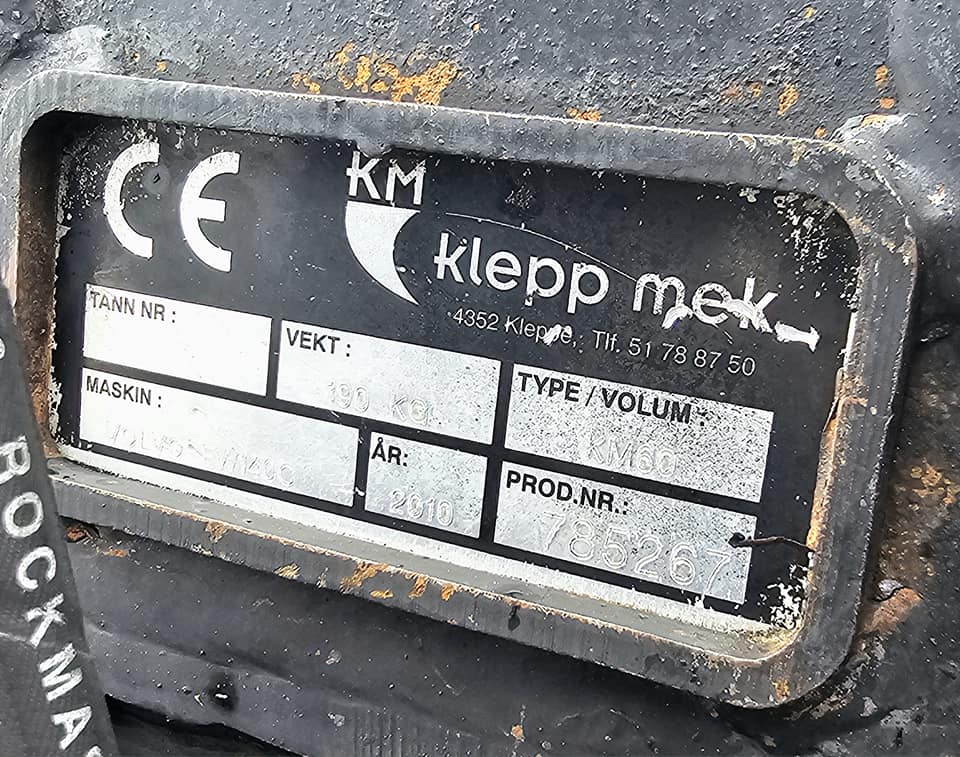 CE
KM
klepp mek
4352 Kleppe, Tlf. 51 78 87 50
TANN NR :
VEKT :
190 KG
TYPE / VOLUM :
KM60
MASKIN :
ÅR:
2010
PROD.NR.:
785267
ROCKMA